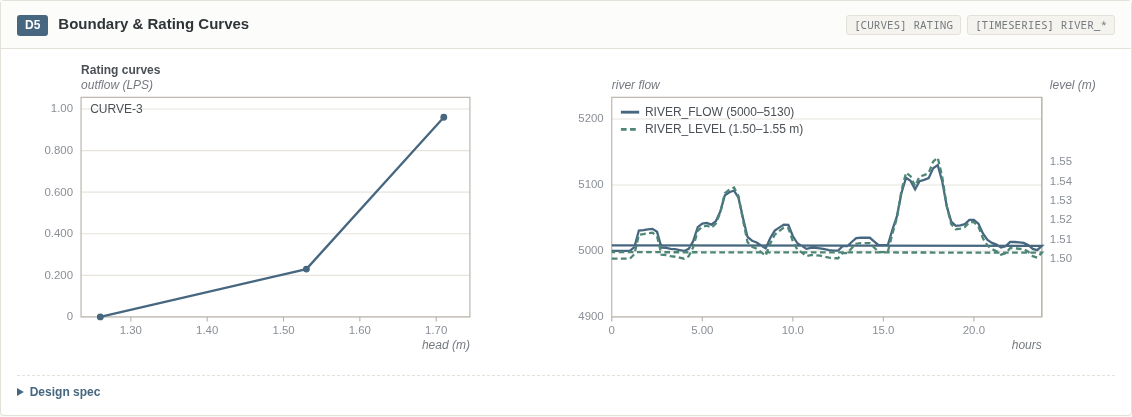 D5 Boundary & Rating Curves [CURVES] RATING [TIMESERIES] RIVER_*
Rating curves
outflow (LPS)
CURVE-3
1.00
0.800
0.600
0.400
0.200
0
1.30 1.40 1.50 1.60 1.70
head (m)
river flow level (m)
RIVER_FLOW (5000–5130)
RIVER_LEVEL (1.50–1.55 m)
5200
5100
5000
4900
1.55
1.54
1.53
1.52
1.51
1.50
0 5.00 10.0 15.0 20.0
hours
Design spec